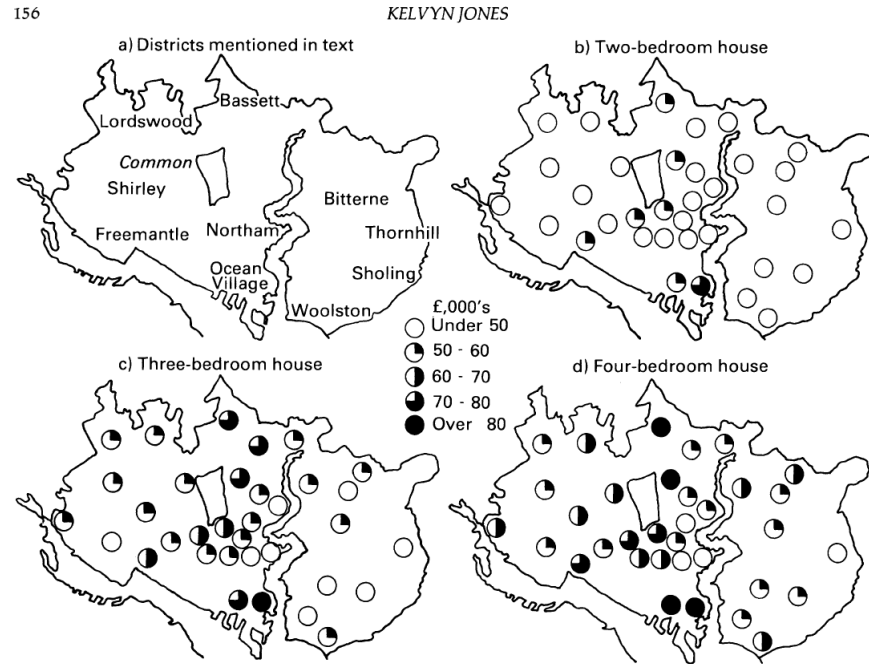 156
KELVYN JONES
a) Districts mentioned in text
Bassett
Lordswood
Common
Shirley
Bitterne
Freemantle
Northam
Thornhill
Ocean
Village
Sholing
Woolston
b) Two-bedroom house
£,000's
Under 50
50 - 60
60 - 70
70 - 80
Over 80
c) Three-bedroom house
d) Four-bedroom house